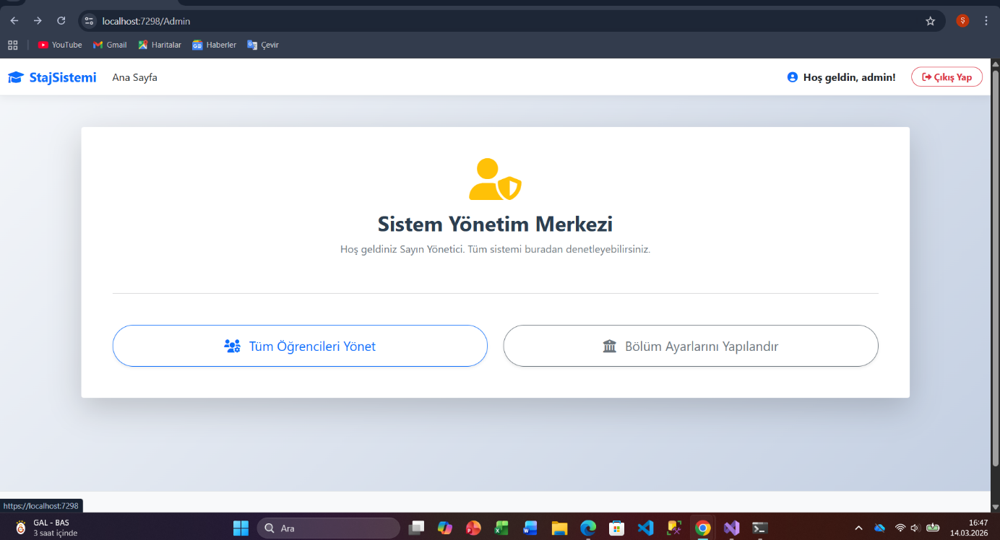 localhost:7298/Admin
Ş
YouTube
Gmail
Haritalar
Haberler
Çevir
StajSistemi
Ana Sayfa
Hoş geldin, admin!
Çıkış Yap
Sistem Yönetim Merkezi
Hoş geldiniz Sayın Yönetici. Tüm sistemi buradan denetleyebilirsiniz.
Tüm Öğrencileri Yönet
Bölüm Ayarlarını Yapılandır
https://localhost:7298
GAL - BAS
3 saat içinde
Ara
16:47
14.03.2026